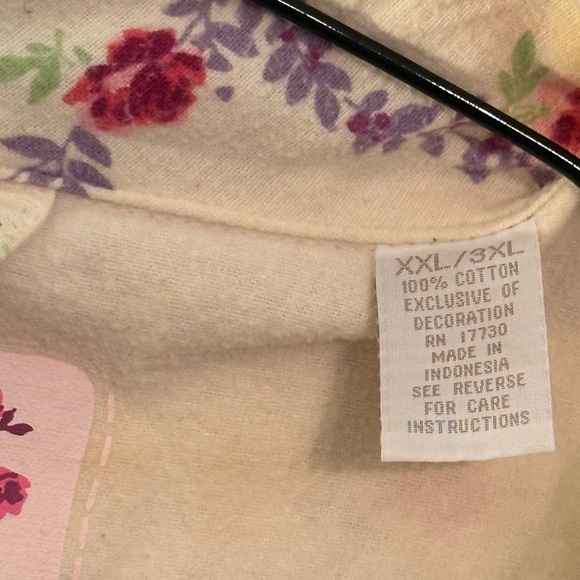 XXL/3XL
100% COTTON
EXCLUSIVE OF
DECORATION
RN 17730
MADE IN
INDONESIA
SEE REVERSE
FOR CARE
INSTRUCTIONS